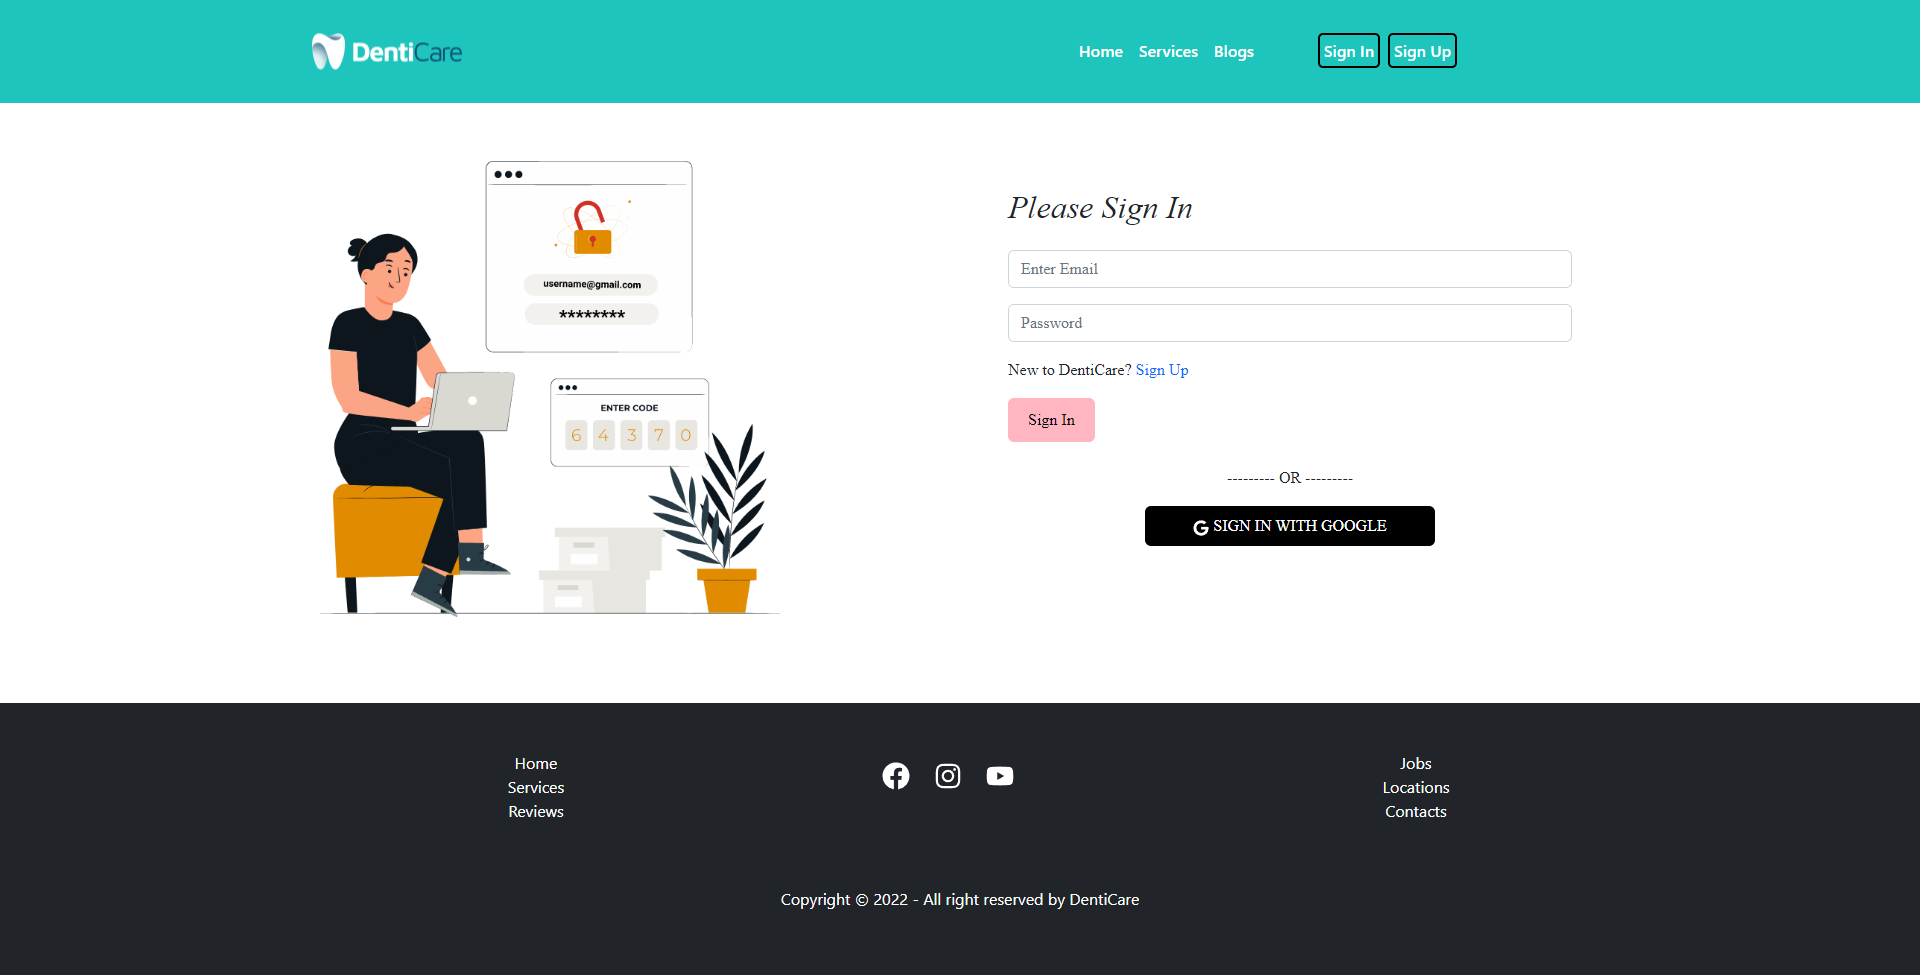 DentiCare
Home Services Blogs Sign In Sign Up
username@gmail.com
********
ENTER CODE
6 4 3 7 0
Please Sign In
Enter Email
Password
New to DentiCare? Sign Up
Sign In
--------- OR ---------
G SIGN IN WITH GOOGLE
Home
Services
Reviews
Jobs
Locations
Contacts
Copyright © 2022 - All right reserved by DentiCare